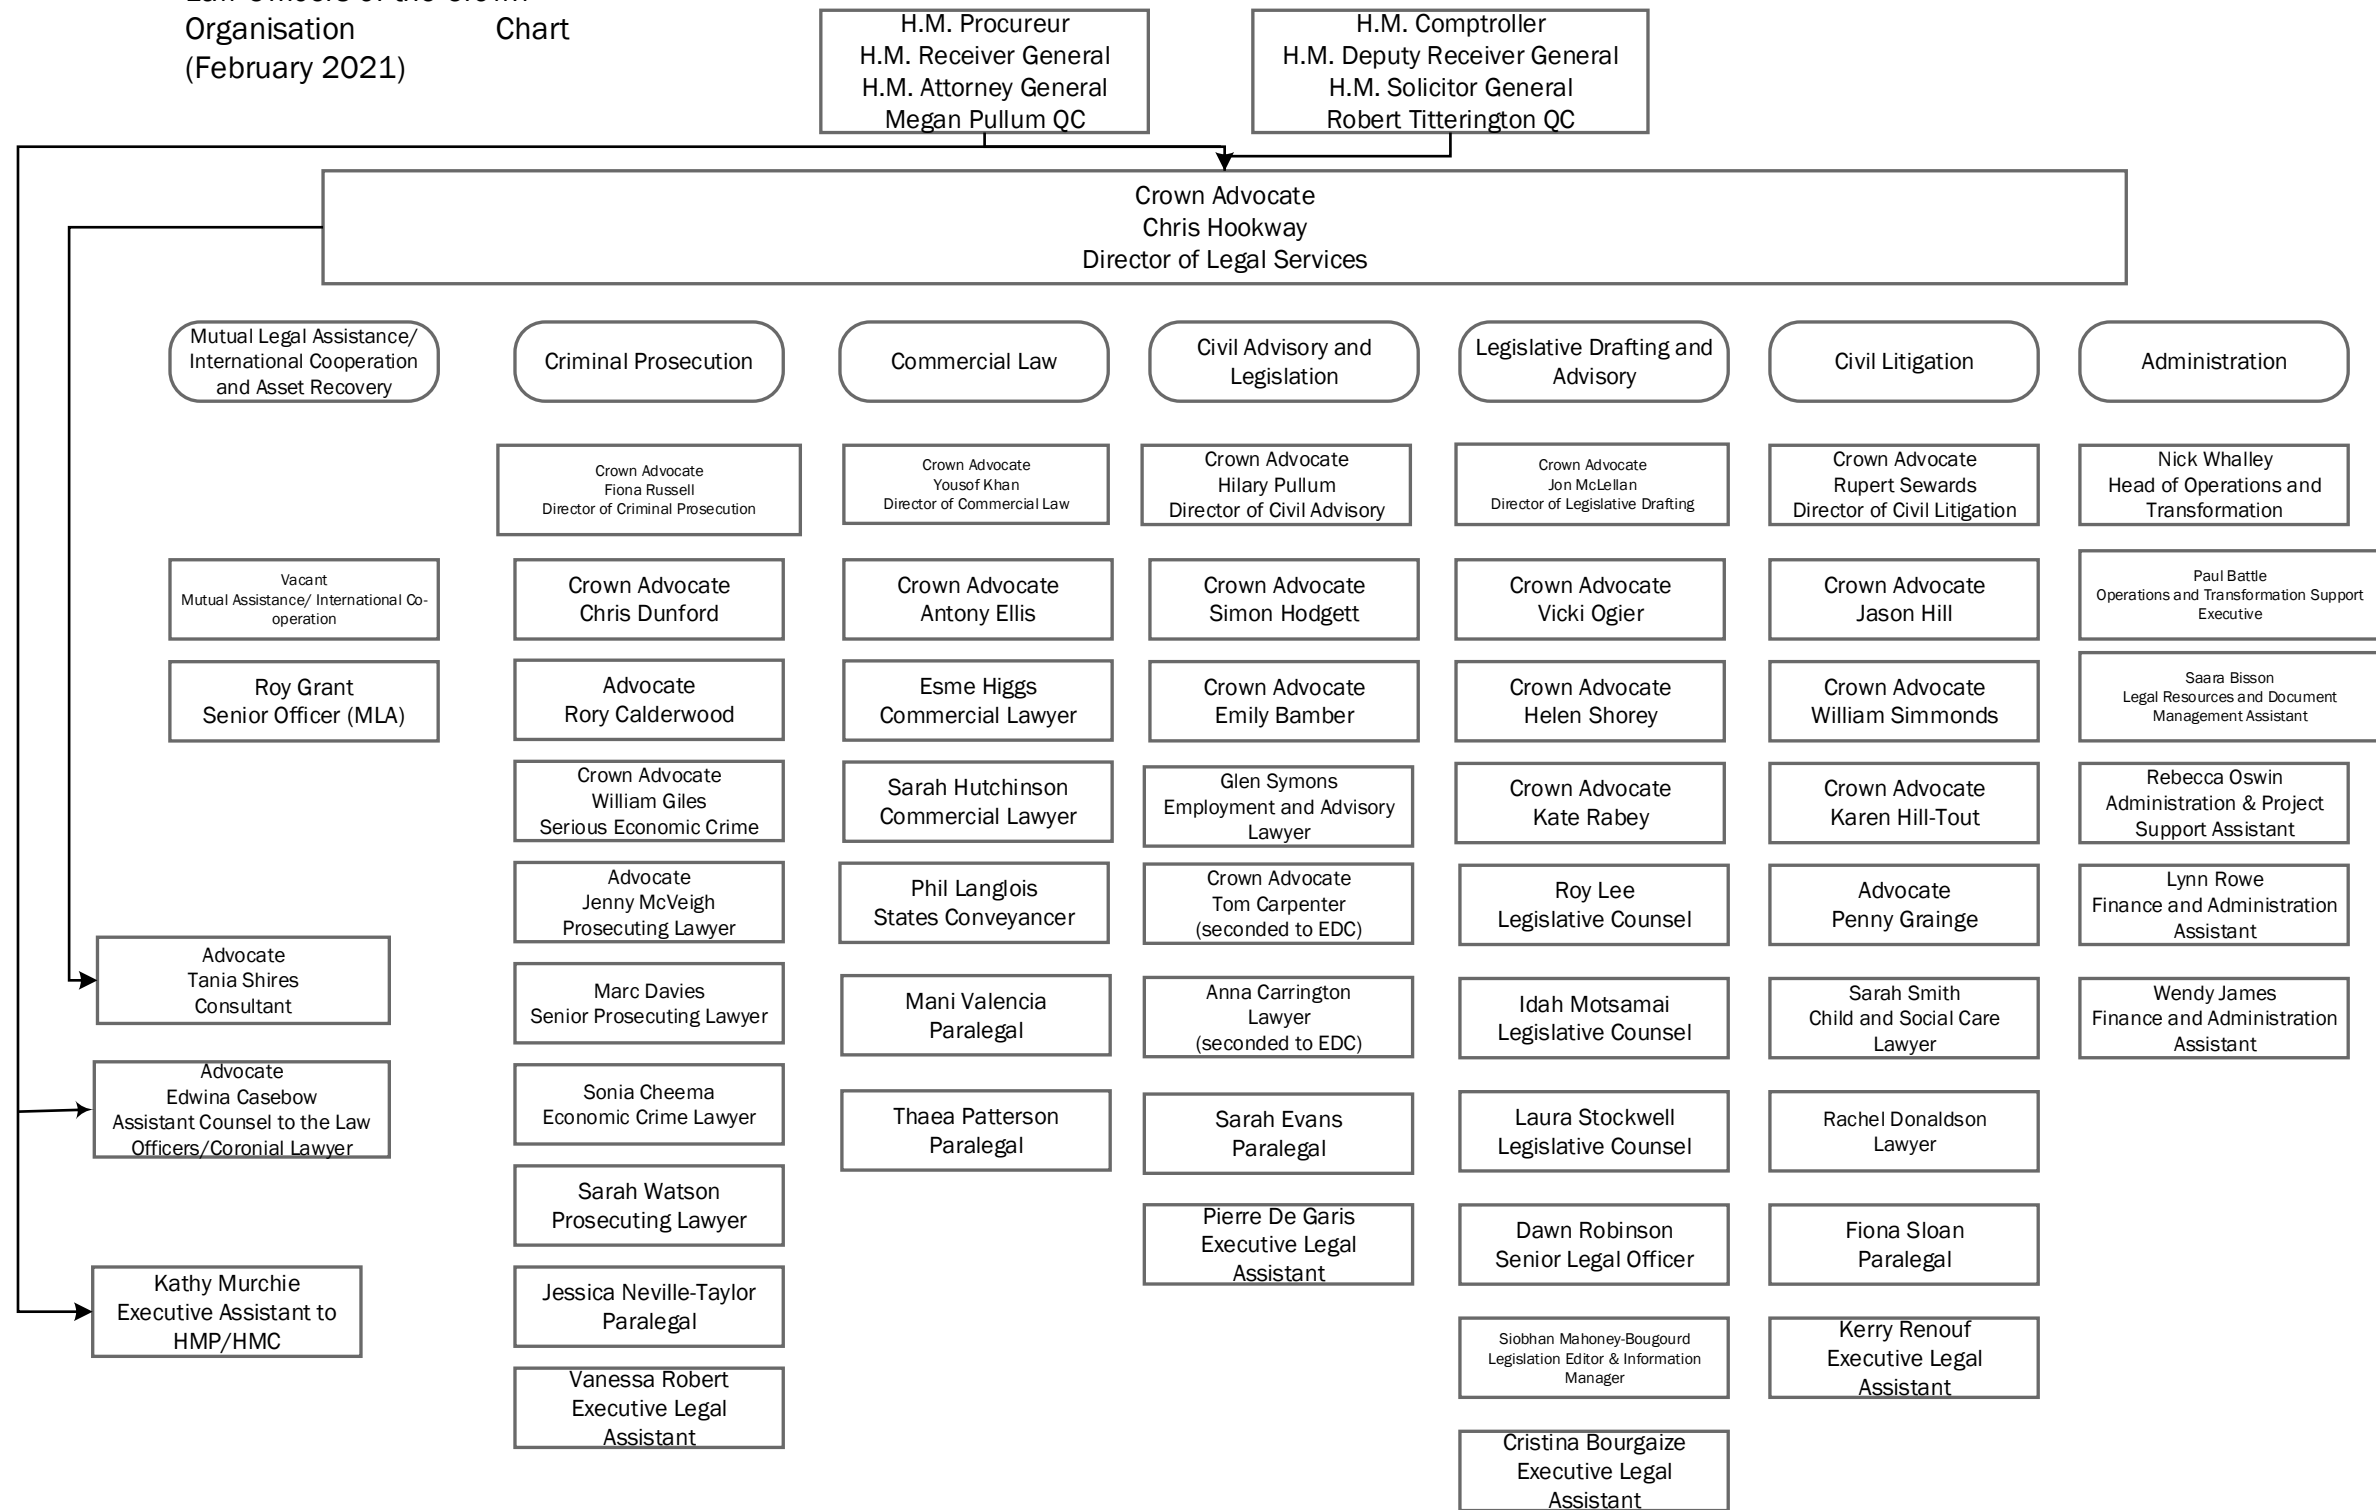 Organisation Chart
(February 2021)
H.M. Procureur
H.M. Receiver General
H.M. Attorney General
Megan Pullum QC
H.M. Comptroller
H.M. Deputy Receiver General
H.M. Solicitor General
Robert Titterington QC
Crown Advocate
Chris Hookway
Director of Legal Services
Mutual Legal Assistance/
International Cooperation
and Asset Recovery
Vacant
Mutual Assistance/ International Co-
operation
Roy Grant
Senior Officer (MLA)
Advocate
Tania Shires
Consultant
Advocate
Edwina Casebow
Assistant Counsel to the Law
Officers/Coronial Lawyer
Kathy Murchie
Executive Assistant to
HMP/HMC
Criminal Prosecution
Crown Advocate
Fiona Russell
Director of Criminal Prosecution
Crown Advocate
Chris Dunford
Advocate
Rory Calderwood
Crown Advocate
William Giles
Serious Economic Crime
Advocate
Jenny McVeigh
Prosecuting Lawyer
Marc Davies
Senior Prosecuting Lawyer
Sonia Cheema
Economic Crime Lawyer
Sarah Watson
Prosecuting Lawyer
Jessica Neville-Taylor
Paralegal
Vanessa Robert
Executive Legal
Assistant
Commercial Law
Crown Advocate
Yousof Khan
Director of Commercial Law
Crown Advocate
Antony Ellis
Esme Higgs
Commercial Lawyer
Sarah Hutchinson
Commercial Lawyer
Phil Langlois
States Conveyancer
Mani Valencia
Paralegal
Thaea Patterson
Paralegal
Civil Advisory and
Legislation
Crown Advocate
Hilary Pullum
Director of Civil Advisory
Crown Advocate
Simon Hodgett
Crown Advocate
Emily Bamber
Glen Symons
Employment and Advisory
Lawyer
Crown Advocate
Tom Carpenter
(seconded to EDC)
Anna Carrington
Lawyer
(seconded to EDC)
Sarah Evans
Paralegal
Pierre De Garis
Executive Legal
Assistant
Legislative Drafting and
Advisory
Crown Advocate
Jon McLellan
Director of Legislative Drafting
Crown Advocate
Vicki Ogier
Crown Advocate
Helen Shorey
Crown Advocate
Kate Rabey
Roy Lee
Legislative Counsel
Idah Motsamai
Legislative Counsel
Laura Stockwell
Legislative Counsel
Dawn Robinson
Senior Legal Officer
Siobhan Mahoney-Bougourd
Legislation Editor & Information
Manager
Cristina Bourgaize
Executive Legal
Assistant
Civil Litigation
Crown Advocate
Rupert Sewards
Director of Civil Litigation
Crown Advocate
Jason Hill
Crown Advocate
William Simmonds
Crown Advocate
Karen Hill-Tout
Advocate
Penny Grainge
Sarah Smith
Child and Social Care
Lawyer
Rachel Donaldson
Lawyer
Fiona Sloan
Paralegal
Kerry Renouf
Executive Legal
Assistant
Administration
Nick Whalley
Head of Operations and
Transformation
Paul Battle
Operations and Transformation Support
Executive
Saara Bisson
Legal Resources and Document
Management Assistant
Rebecca Oswin
Administration & Project
Support Assistant
Lynn Rowe
Finance and Administration
Assistant
Wendy James
Finance and Administration
Assistant